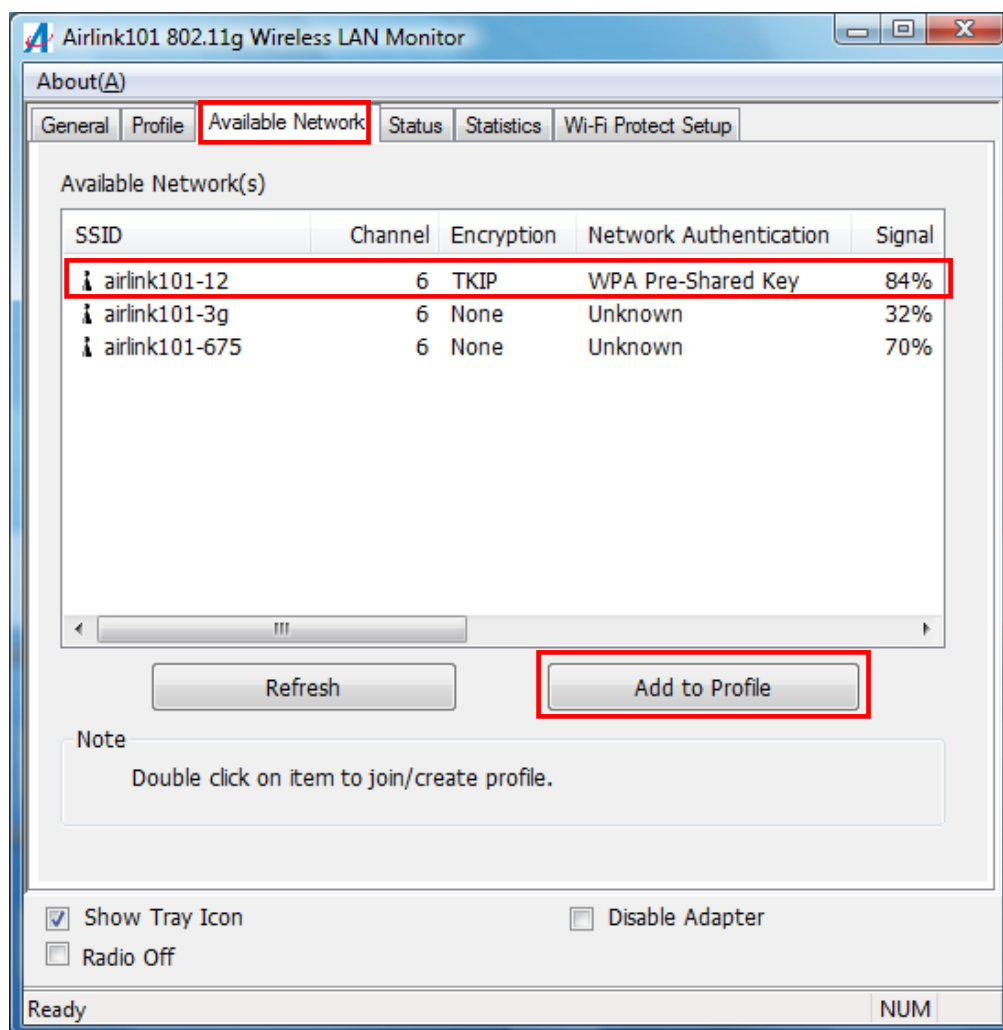 Airlink101 802.11g Wireless LAN Monitor
About(A)
General Profile Available Network Status Statistics Wi-Fi Protect Setup
Available Network(s)
SSID Channel Encryption Network Authentication Signal
airlink101-12 6 TKIP WPA Pre-Shared Key 84%
airlink101-3g 6 None Unknown 32%
airlink101-675 6 None Unknown 70%
Refresh Add to Profile
Note
Double click on item to join/create profile.
Show Tray Icon Disable Adapter
Radio Off
Ready NUM